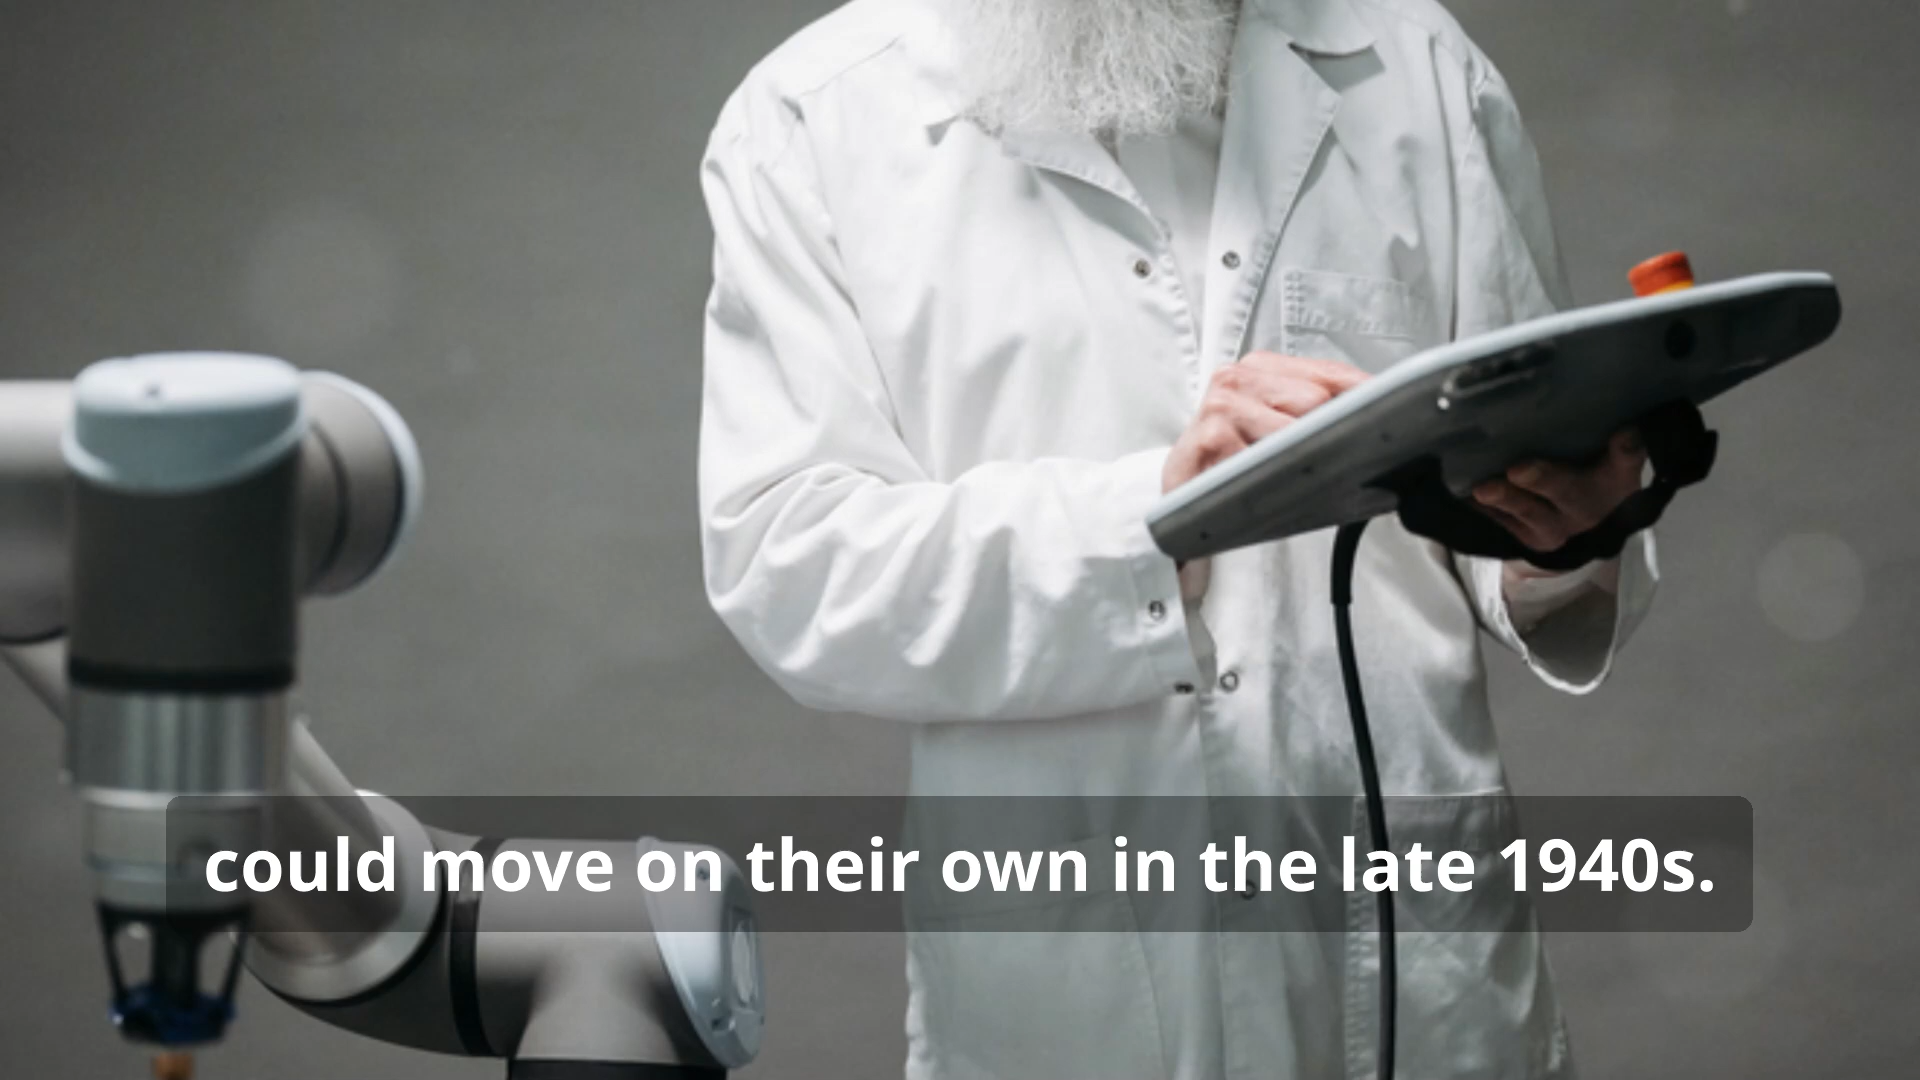 could move on their own in the late 1940s.